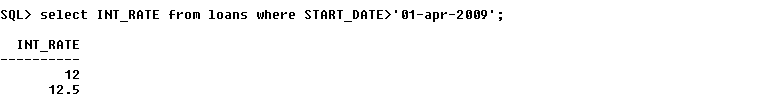 SQL> select INT_RATE from loans where START_DATE>'01-apr-2009';
INT_RATE
----------
12
12.5